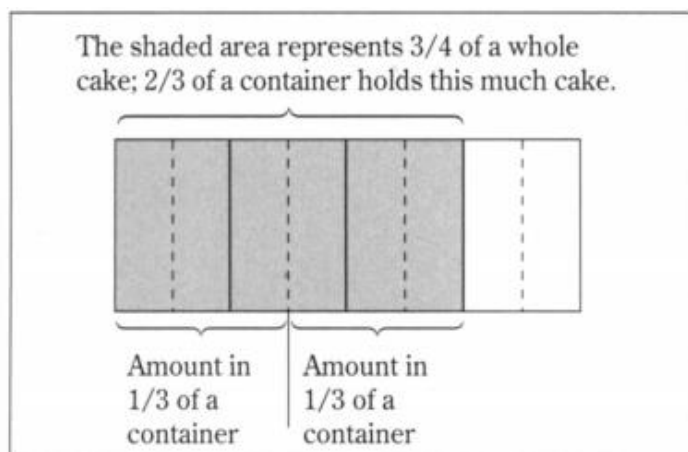 The shaded area represents 3/4 of a whole
cake; 2/3 of a container holds this much cake.
Amount in
1/3 of a
container
Amount in
1/3 of a
container